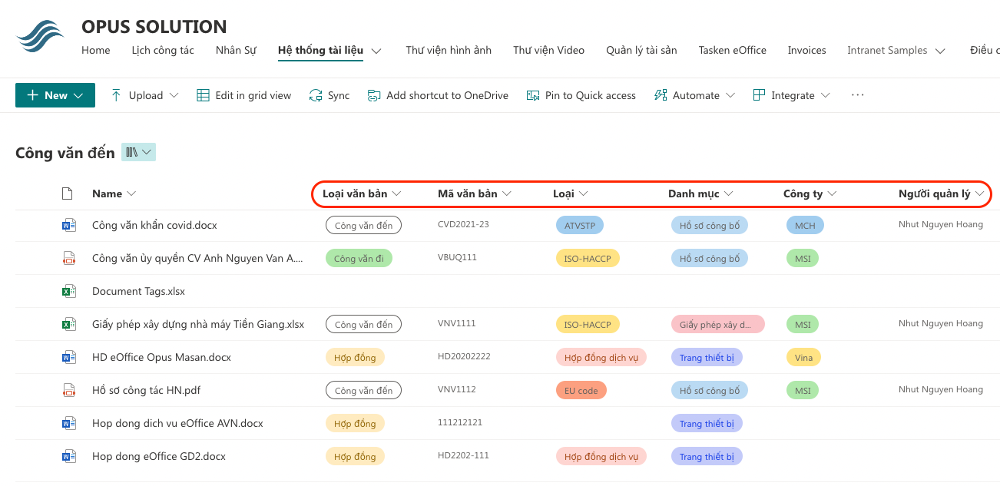 OPUS SOLUTION
Home Lịch công tác Nhân Sự Hệ thống tài liệu Thư viện hình ảnh Thư viện Video Quản lý tài sản Tasken eOffice Invoices Intranet Samples Điều c
New Upload Edit in grid view Sync Add shortcut to OneDrive Pin to Quick access Automate Integrate ...
Công văn đến
Name Loại văn bản Mã văn bản Loại Danh mục Công ty Người quản lý
Công văn khẩn covid.docx Công văn đến CVD2021-23 ATVSTP Hồ sơ công bố MCH Nhut Nguyen Hoang
Công văn ủy quyền CV Anh Nguyen Van A.... Công văn đi VBUQ111 ISO-HACCP Hồ sơ công bố MSI
Document Tags.xlsx
Giấy phép xây dựng nhà máy Tiền Giang.xlsx Công văn đến VNV1111 ISO-HACCP Giấy phép xây d... MSI Nhut Nguyen Hoang
HD eOffice Opus Masan.docx Hợp đồng HD20202222 Hợp đồng dịch vụ Trang thiết bị Vina
Hồ sơ công tác HN.pdf Công văn đến VNV1112 EU code Hồ sơ công bố MSI Nhut Nguyen Hoang
Hop dong dich vu eOffice AVN.docx Hợp đồng 111212121 Trang thiết bị
Hop dong eOffice GD2.docx Hợp đồng HD2202-111 Hợp đồng dịch vụ Trang thiết bị